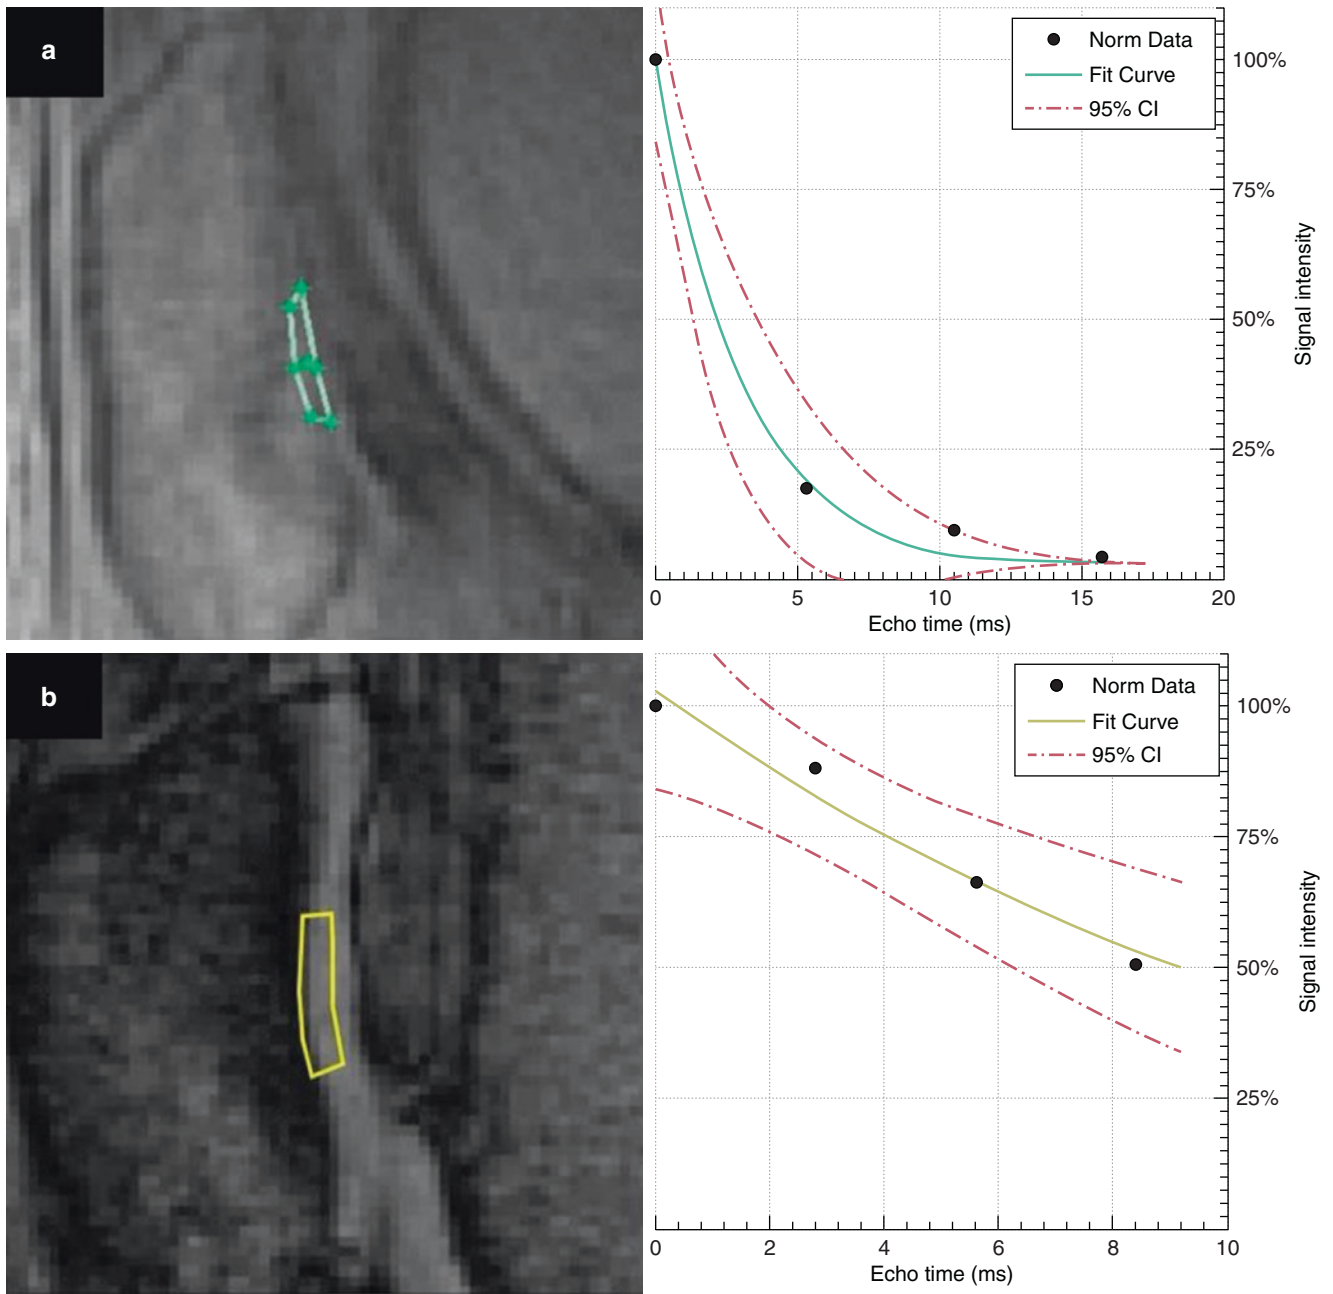 a
Norm Data
Fit Curve
95% CI
100%
75%
50%
25%
Signal intensity
0 5 10 15 20
Echo time (ms)
b
Norm Data
Fit Curve
95% CI
100%
75%
50%
25%
Signal intensity
0 2 4 6 8 10
Echo time (ms)